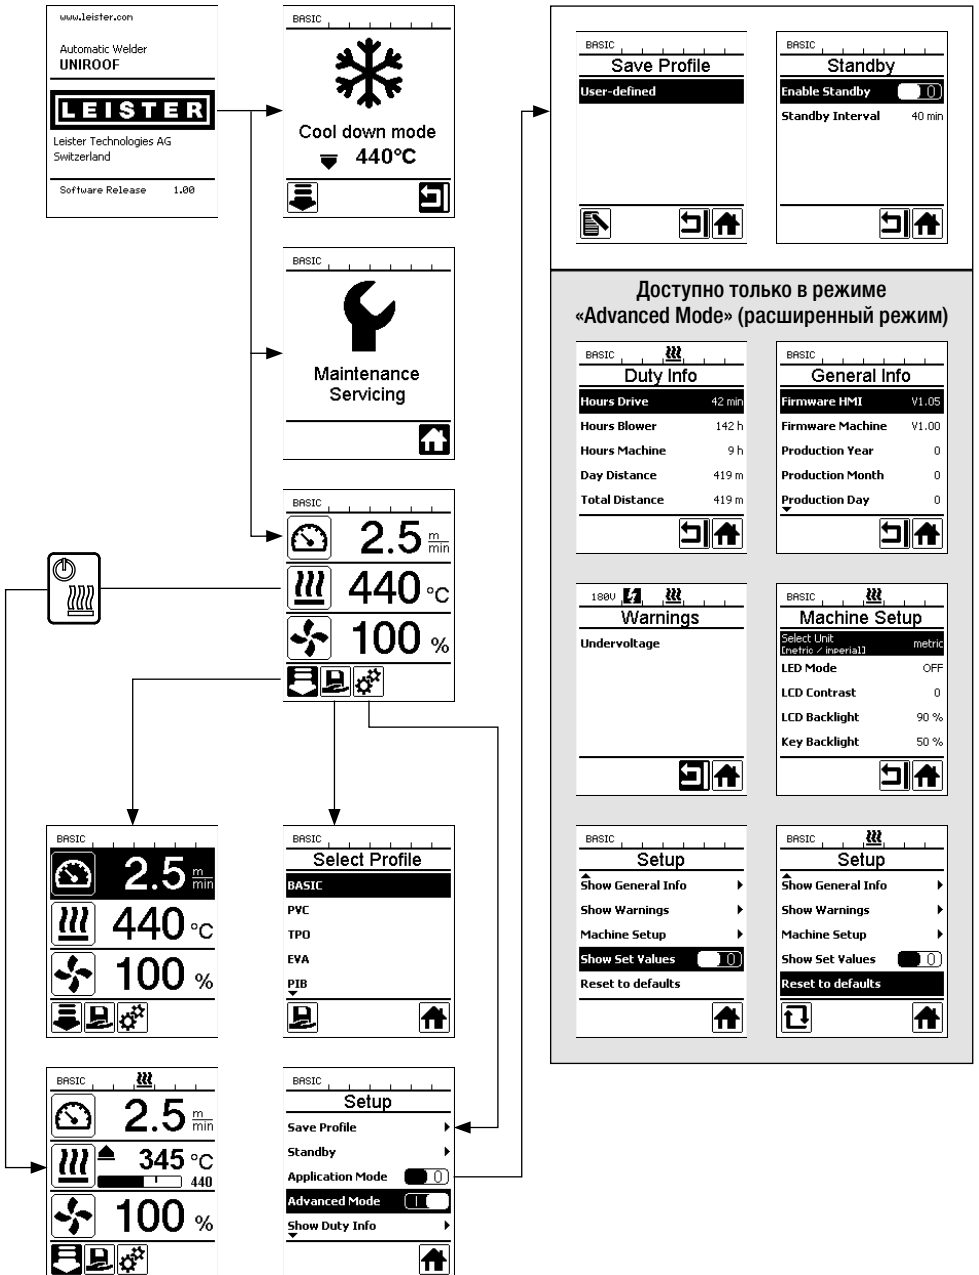 www.leister.com
Automatic Welder
UNIROOF
LEISTER
Leister Technologies AG
Switzerland
Software Release 1.00
BASIC
Cool down mode
440°C
BASIC
Maintenance
Servicing
BASIC
2.5 m/min
440 °C
100 %
BASIC
2.5 m/min
440 °C
100 %
BASIC
Select Profile
BASIC
PVC
TPO
EVA
PIB
BASIC
2.5 m/min
345 °C
440
100 %
BASIC
Setup
Save Profile
Standby
Application Mode 0
Advanced Mode I
Show Duty Info
BASIC
Save Profile
User-defined
BASIC
Standby
Enable Standby 0
Standby Interval 40 min
Доступно только в режиме
«Advanced Mode» (расширенный режим)
BASIC
Duty Info
Hours Drive 42 min
Hours Blower 142 h
Hours Machine 9 h
Day Distance 419 m
Total Distance 419 m
BASIC
General Info
Firmware HMI V1.05
Firmware Machine V1.00
Production Year 0
Production Month 0
Production Day 0
180V
Warnings
Undervoltage
BASIC
Machine Setup
Select Unit
[metric / imperial] metric
LED Mode OFF
LCD Contrast 0
LCD Backlight 90 %
Key Backlight 50 %
BASIC
Setup
Show General Info
Show Warnings
Machine Setup
Show Set Values 0
Reset to defaults
BASIC
Setup
Show General Info
Show Warnings
Machine Setup
Show Set Values 0
Reset to defaults